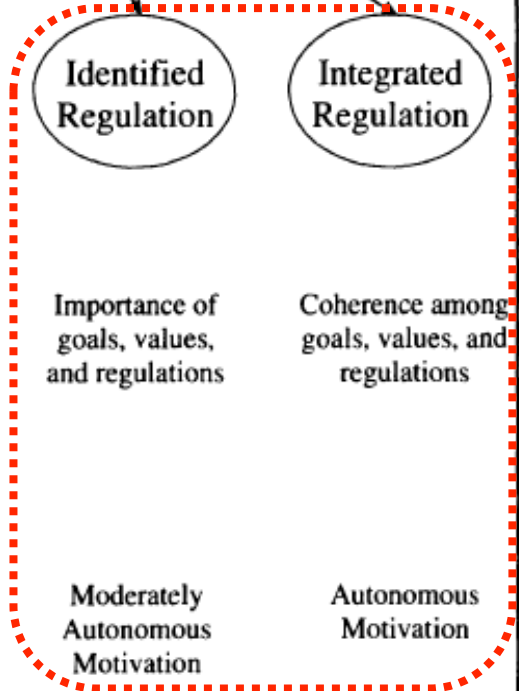 Identified
Regulation
Integrated
Regulation
Importance of
goals, values,
and regulations
Coherence among
goals, values, and
regulations
Moderately
Autonomous
Motivation
Autonomous
Motivation